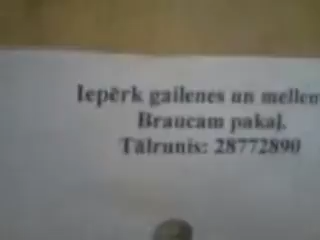 Iepērk gailenes un mellen
Braucam pakaļ.
Tālrunis: 28772890